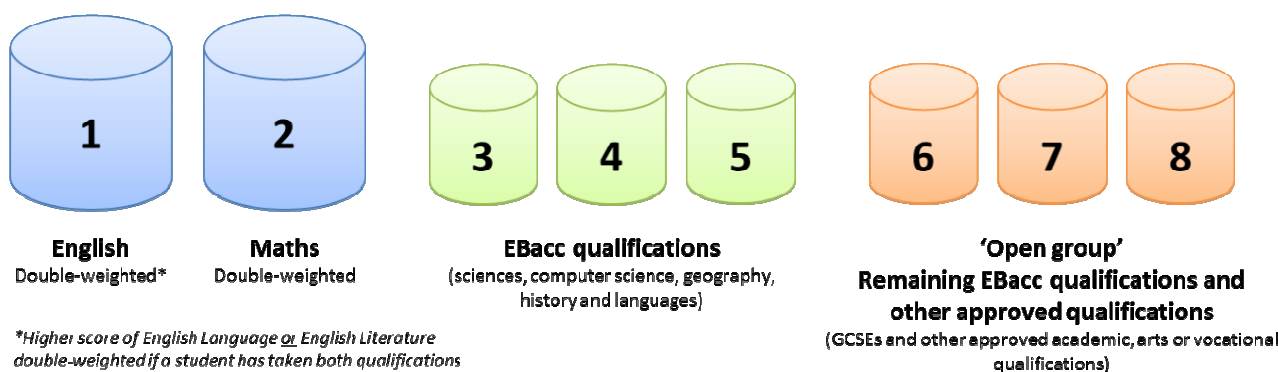 1
2
3
4
5
6
7
8
English
Double-weighted*
Maths
Double-weighted
EBacc qualifications
(sciences, computer science, geography,
history and languages)
‘Open group’
Remaining EBacc qualifications and
other approved qualifications
(GCSEs and other approved academic, arts or vocational
qualifications)
*Higher score of English Language or English Literature
double-weighted if a student has taken both qualifications